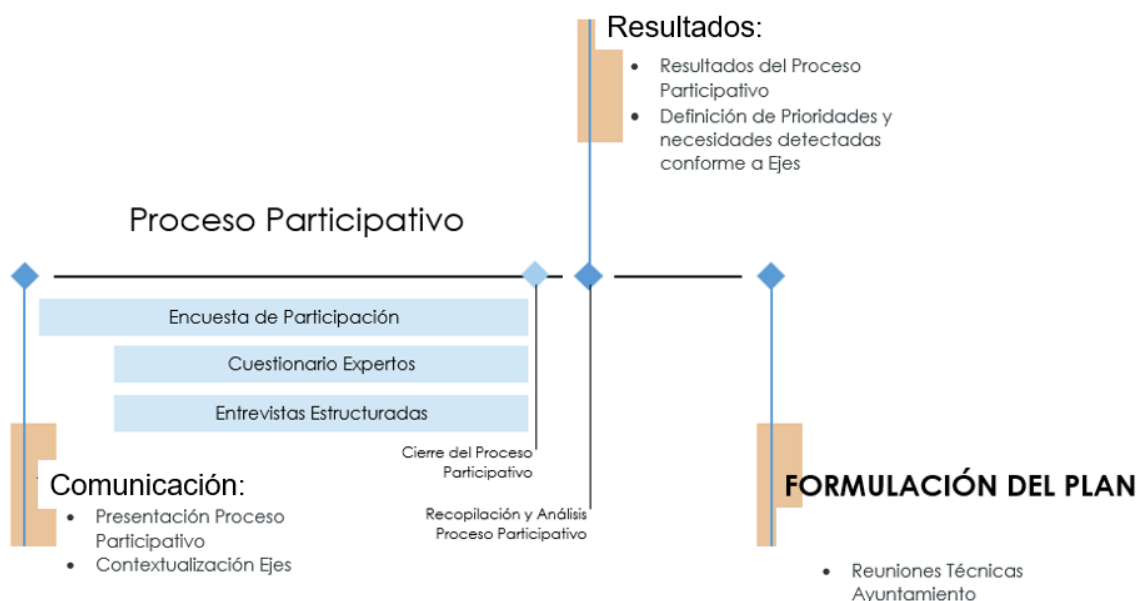 Resultados:
• Resultados del Proceso
Participativo
• Definición de Prioridades y
necesidades detectadas
conforme a Ejes
Proceso Participativo
Encuesta de Participación
Cuestionario Expertos
Entrevistas Estructuradas
Cierre del Proceso
Participativo
Recopilación y Análisis
Proceso Participativo
Comunicación:
• Presentación Proceso
Participativo
• Contextualización Ejes
FORMULACIÓN DEL PLAN
• Reuniones Técnicas
Ayuntamiento